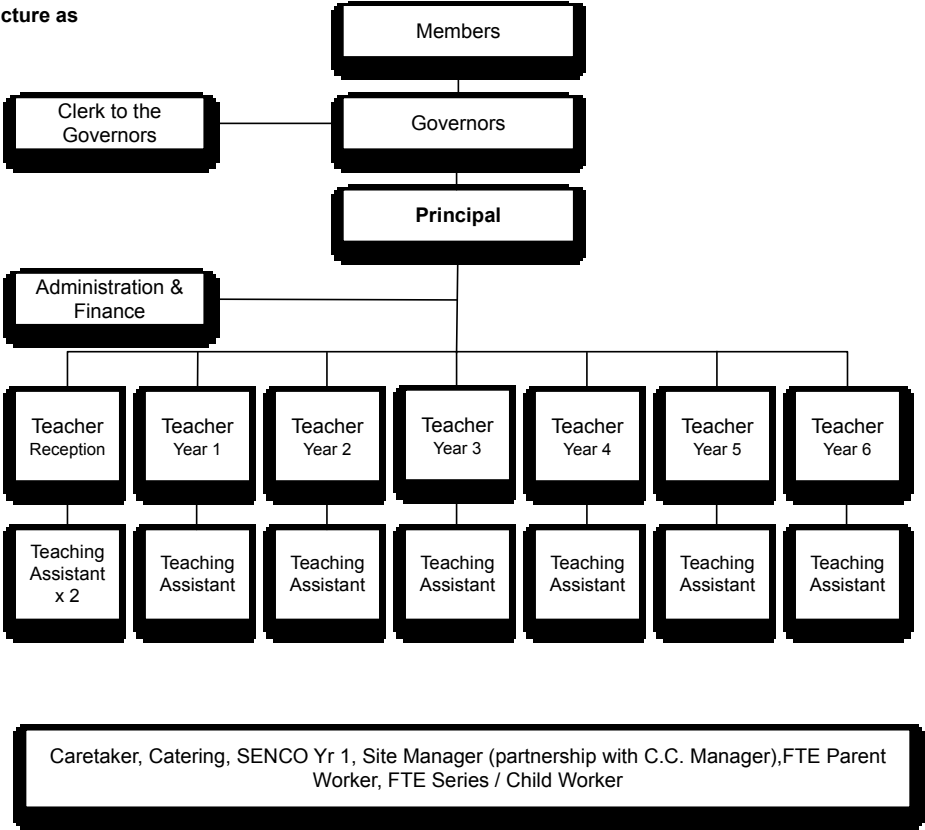 cture as
Members
Clerk to the
Governors
Governors
Principal
Administration &
Finance
Teacher
Reception
Teacher
Year 1
Teacher
Year 2
Teacher
Year 3
Teacher
Year 4
Teacher
Year 5
Teacher
Year 6
Teaching
Assistant
x 2
Teaching
Assistant
Teaching
Assistant
Teaching
Assistant
Teaching
Assistant
Teaching
Assistant
Teaching
Assistant
Caretaker, Catering, SENCO Yr 1, Site Manager (partnership with C.C. Manager),FTE Parent
Worker, FTE Series / Child Worker